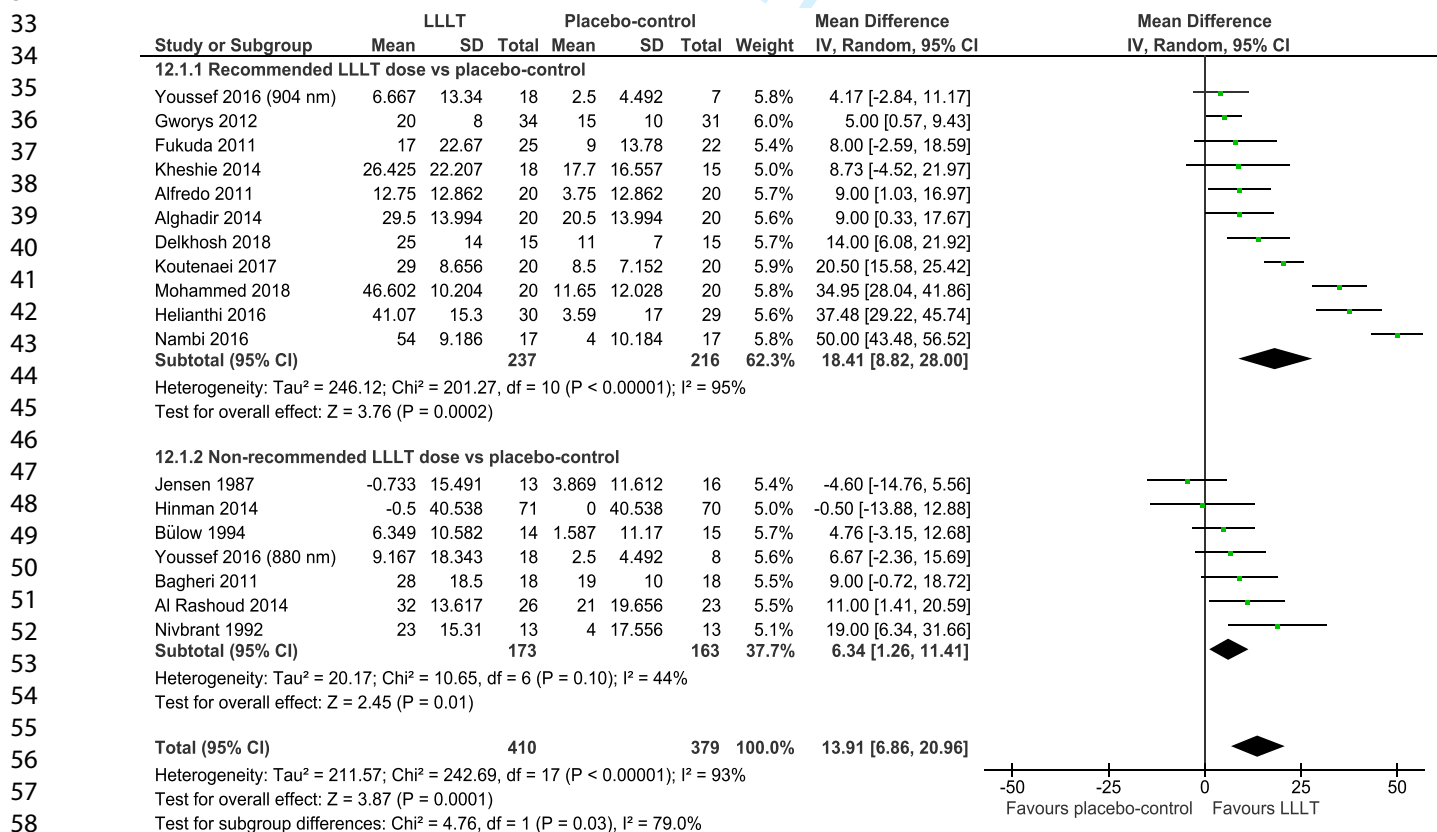 33 LLLT Placebo-control Mean Difference Mean Difference
34 Study or Subgroup Mean SD Total Mean SD Total Weight IV, Random, 95% CI IV, Random, 95% CI
12.1.1 Recommended LLLT dose vs placebo-control
35 Youssef 2016 (904 nm) 6.667 13.34 18 2.5 4.492 7 5.8% 4.17 [-2.84, 11.17]
36 Gworys 2012 20 8 34 15 10 31 6.0% 5.00 [0.57, 9.43]
37 Fukuda 2011 17 22.67 25 9 13.78 22 5.4% 8.00 [-2.59, 18.59]
Kheshie 2014 26.425 22.207 18 17.7 16.557 15 5.0% 8.73 [-4.52, 21.97]
38 Alfredo 2011 12.75 12.862 20 3.75 12.862 20 5.7% 9.00 [1.03, 16.97]
39 Alghadir 2014 29.5 13.994 20 20.5 13.994 20 5.6% 9.00 [0.33, 17.67]
40 Delkhosh 2018 25 14 15 11 7 15 5.7% 14.00 [6.08, 21.92]
Koutenaei 2017 29 8.656 20 8.5 7.152 20 5.9% 20.50 [15.58, 25.42]
41 Mohammed 2018 46.602 10.204 20 11.65 12.028 20 5.8% 34.95 [28.04, 41.86]
42 Helianthi 2016 41.07 15.3 30 3.59 17 29 5.6% 37.48 [29.22, 45.74]
43 Nambi 2016 54 9.186 17 4 10.184 17 5.8% 50.00 [43.48, 56.52]
Subtotal (95% CI) 237 216 62.3% 18.41 [8.82, 28.00]
44 Heterogeneity: Tau² = 246.12; Chi² = 201.27, df = 10 (P < 0.00001); I² = 95%
45 Test for overall effect: Z = 3.76 (P = 0.0002)
46
12.1.2 Non-recommended LLLT dose vs placebo-control
47 Jensen 1987 -0.733 15.491 13 3.869 11.612 16 5.4% -4.60 [-14.76, 5.56]
48 Hinman 2014 -0.5 40.538 71 0 40.538 70 5.0% -0.50 [-13.88, 12.88]
49 Bülow 1994 6.349 10.582 14 1.587 11.17 15 5.7% 4.76 [-3.15, 12.68]
50 Youssef 2016 (880 nm) 9.167 18.343 18 2.5 4.492 8 5.6% 6.67 [-2.36, 15.69]
Bagheri 2011 28 18.5 18 19 10 18 5.5% 9.00 [-0.72, 18.72]
51 Al Rashoud 2014 32 13.617 26 21 19.656 23 5.5% 11.00 [1.41, 20.59]
52 Nivbrant 1992 23 15.31 13 4 17.556 13 5.1% 19.00 [6.34, 31.66]
53 Subtotal (95% CI) 173 163 37.7% 6.34 [1.26, 11.41]
Heterogeneity: Tau² = 20.17; Chi² = 10.65, df = 6 (P = 0.10); I² = 44%
54 Test for overall effect: Z = 2.45 (P = 0.01)
55
56 Total (95% CI) 410 379 100.0% 13.91 [6.86, 20.96]
Heterogeneity: Tau² = 211.57; Chi² = 242.69, df = 17 (P < 0.00001); I² = 93%
-50 -25 0 25 50
57 Test for overall effect: Z = 3.87 (P = 0.0001)
Favours placebo-control Favours LLLT
58 Test for subgroup differences: Chi² = 4.76, df = 1 (P = 0.03), I² = 79.0%